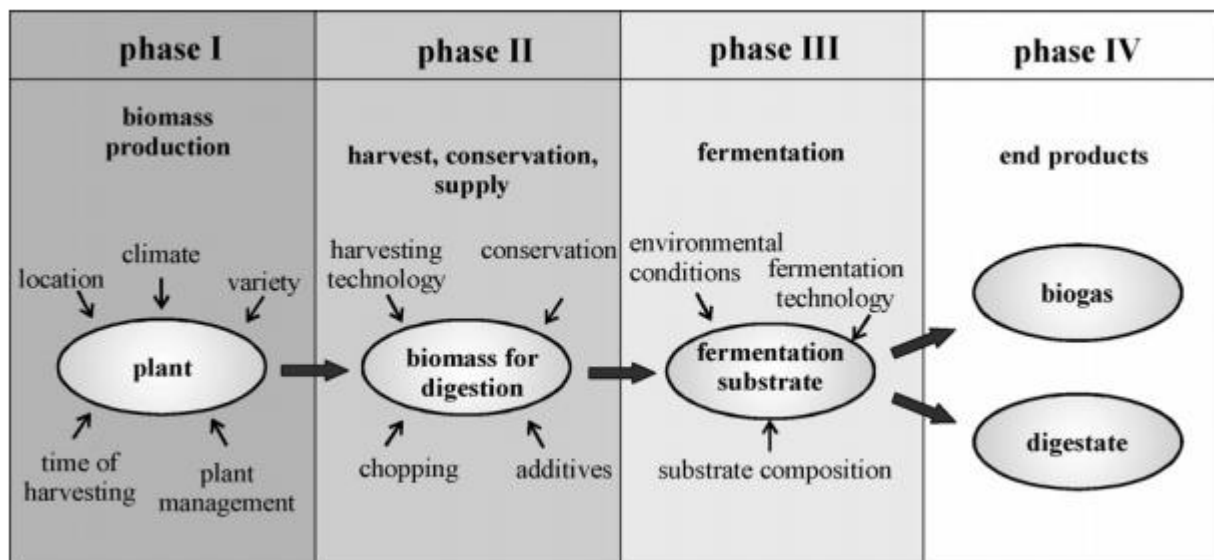 phase I
biomass
production
location
climate
variety
plant
time of
harvesting
plant
management
phase II
harvest, conservation,
supply
harvesting
technology
conservation
biomass for
digestion
chopping
additives
phase III
fermentation
environmental
conditions
fermentation
technology
fermentation
substrate
substrate composition
phase IV
end products
biogas
digestate